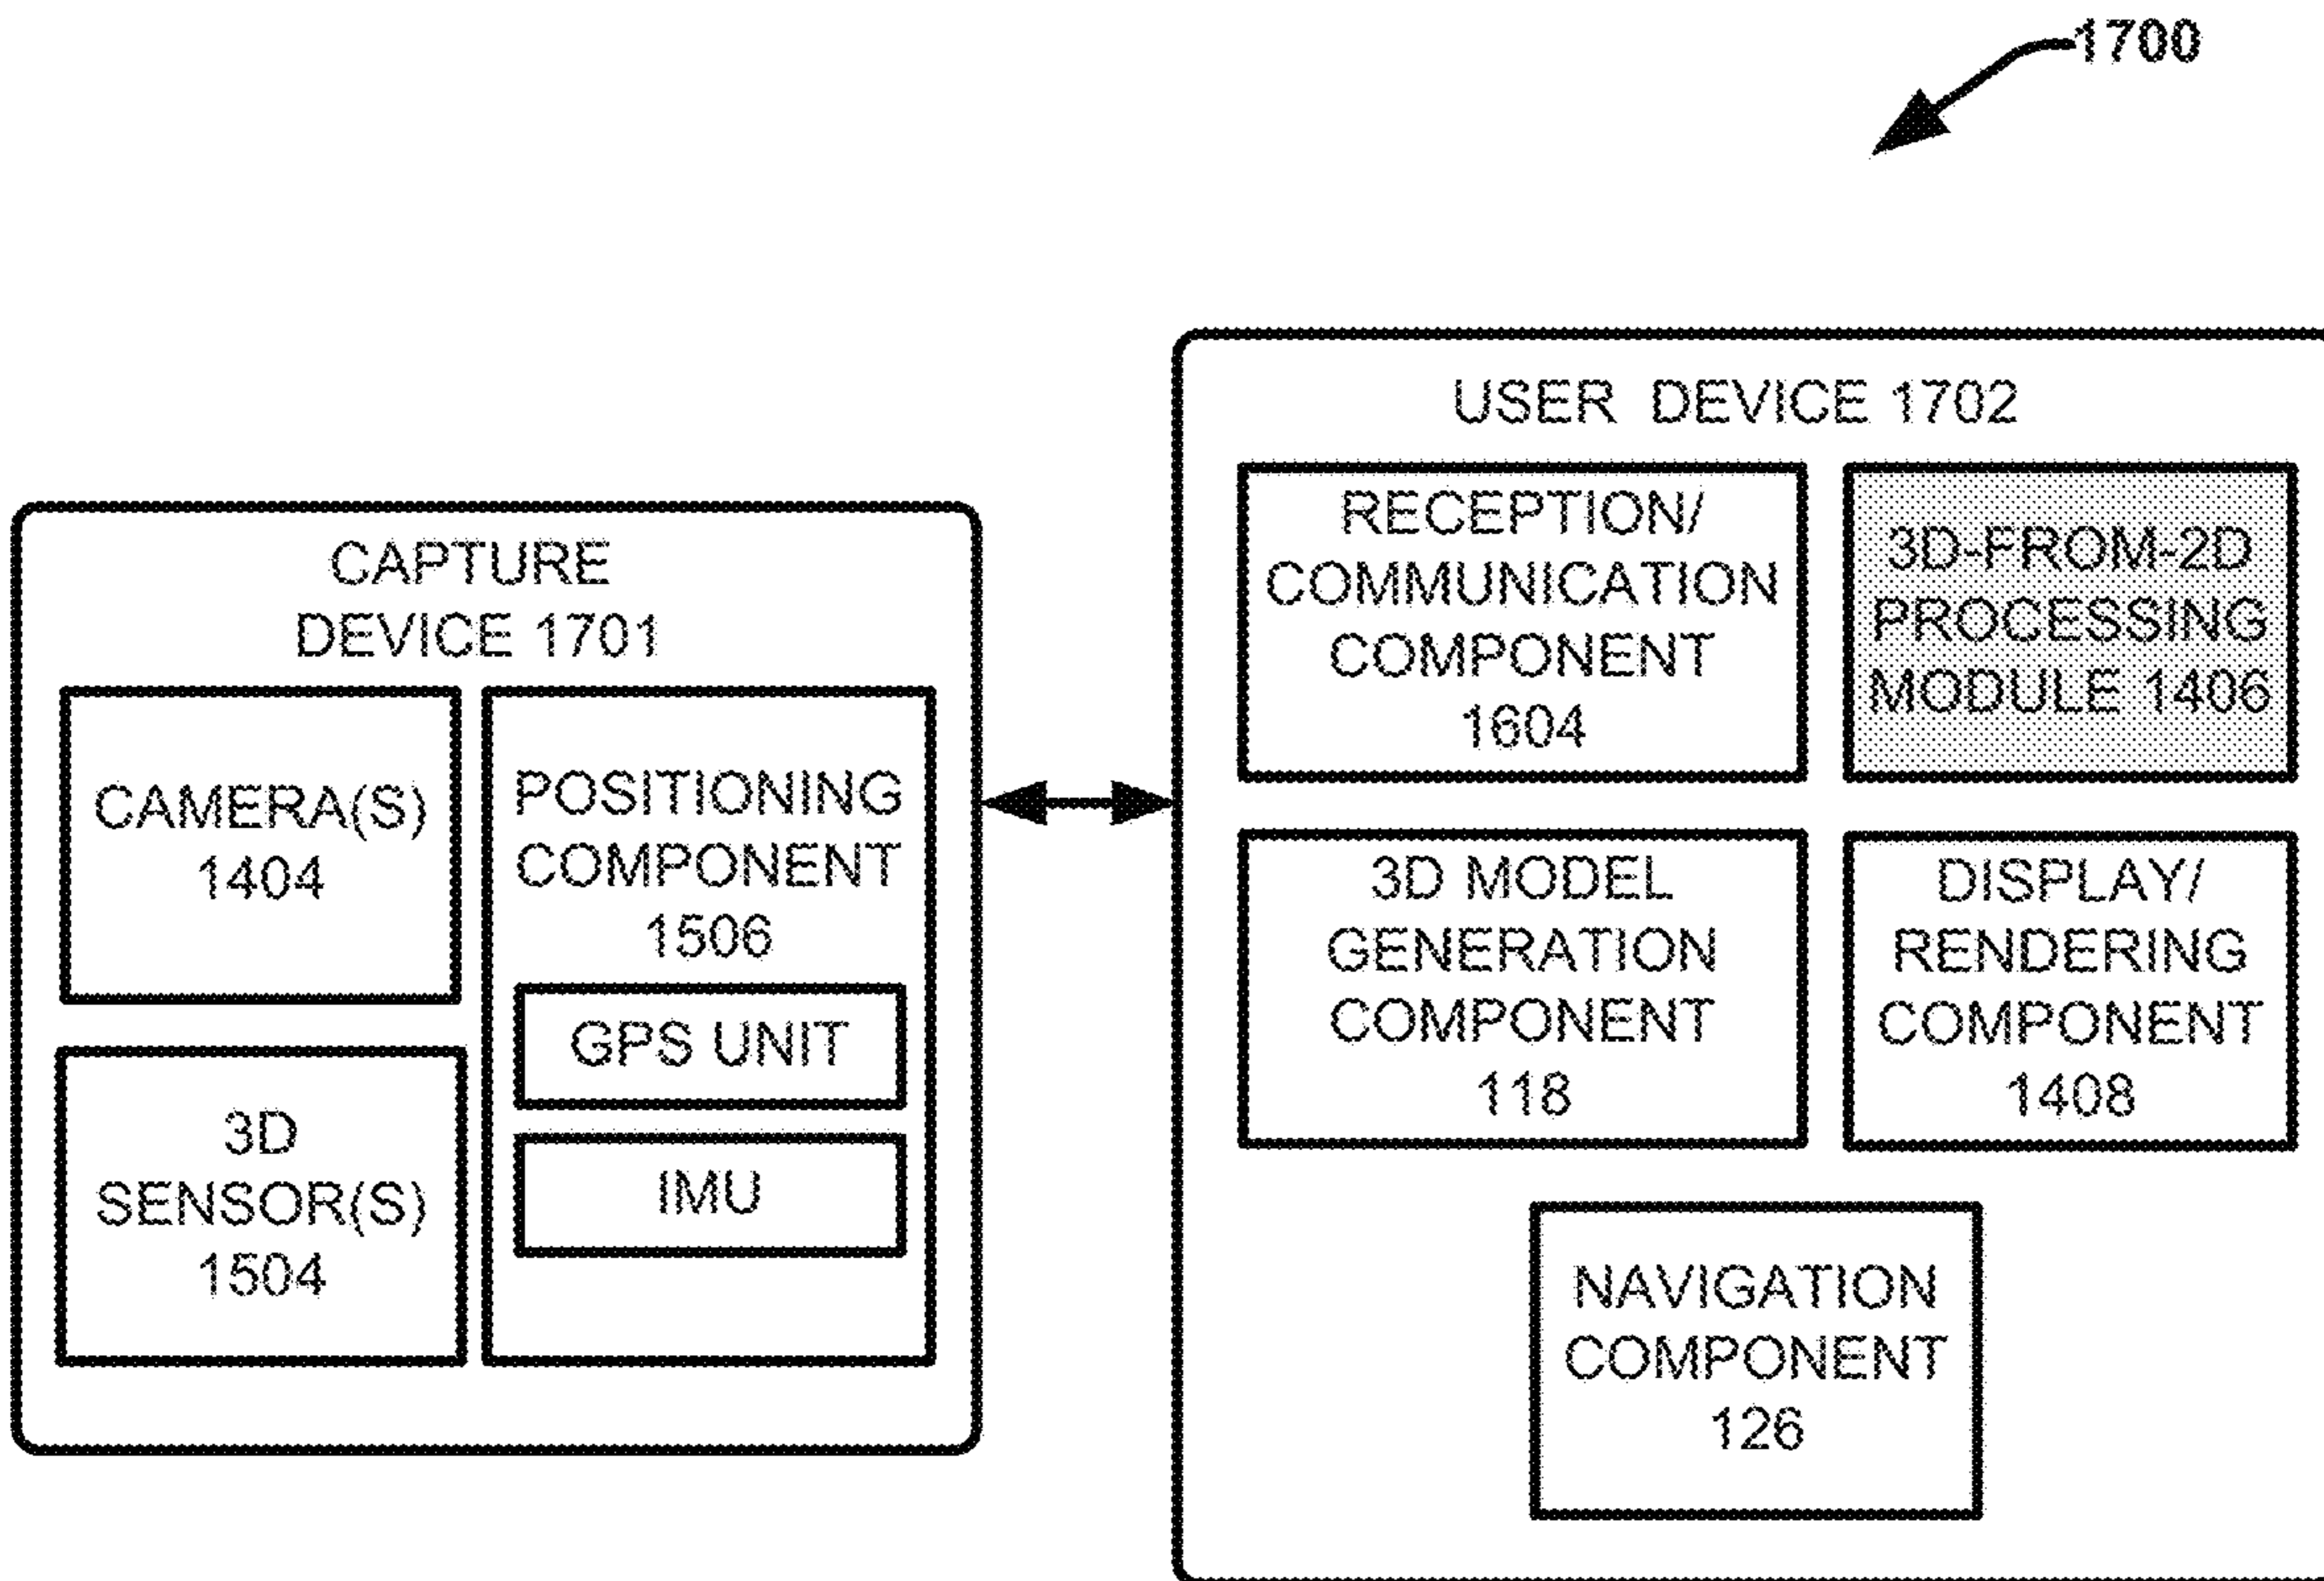 1700
CAPTURE
DEVICE 1701
CAMERA(S)
1404
3D
SENSOR(S)
1504
POSITIONING
COMPONENT
1506
GPS UNIT
IMU
USER DEVICE 1702
RECEPTION/
COMMUNICATION
COMPONENT
1604
3D-FROM-2D
PROCESSING
MODULE 1406
3D MODEL
GENERATION
COMPONENT
118
DISPLAY/
RENDERING
COMPONENT
1408
NAVIGATION
COMPONENT
126